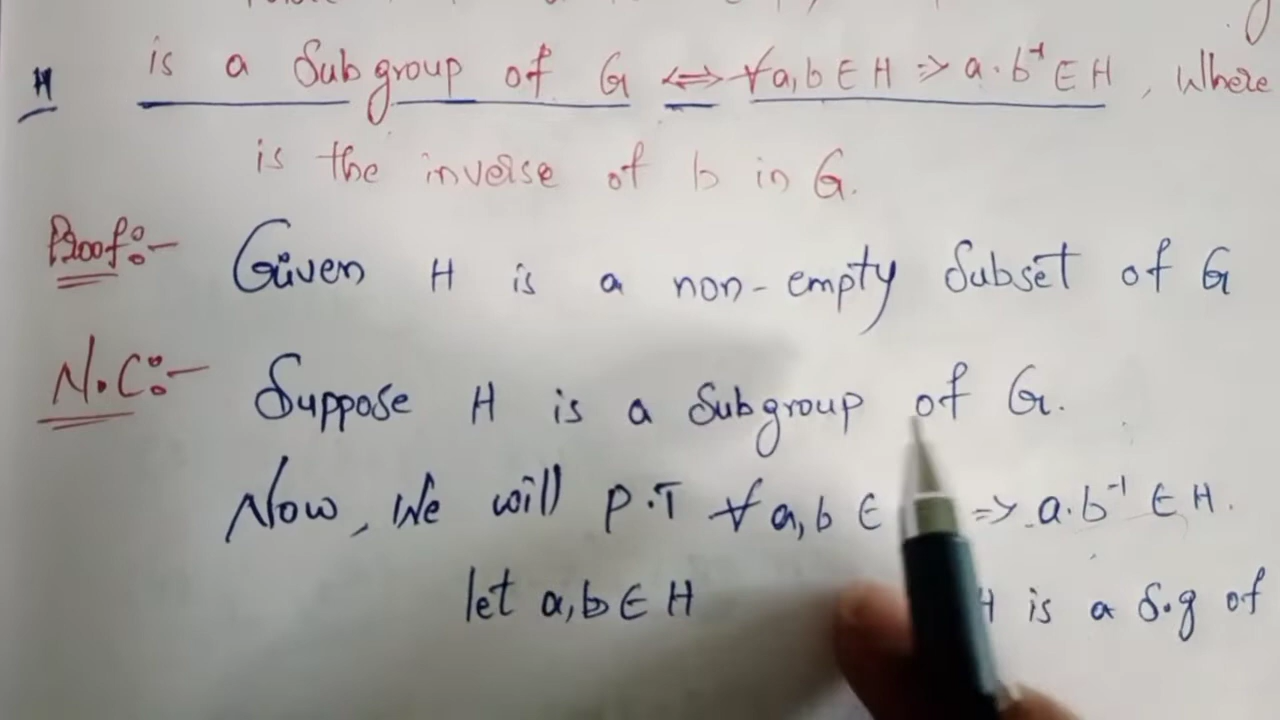 H is a Subgroup of G ⇔ ∀ a,b ∈ H ⇒ a·b⁻¹ ∈ H , Where
is the inverse of b in G.
Proof:- Given H is a non-empty Subset of G
N.C:- Suppose H is a Subgroup of G.
Now, We will P.T ∀ a,b ∈ ⇒ a.b⁻¹ ∈ H.
let a,b ∈ H H is a S.g of